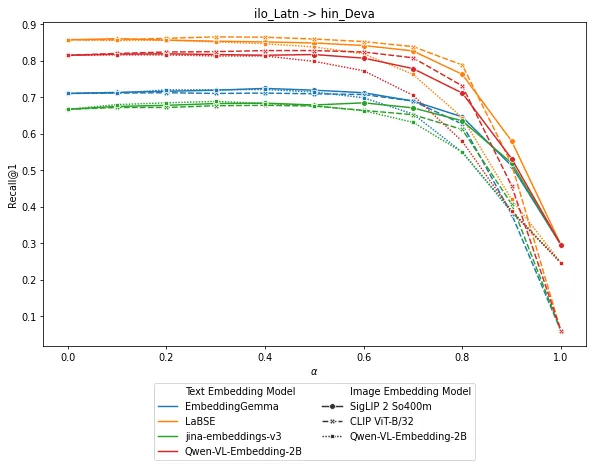 ilo_Latn -> hin_Deva
Recall@1
0.9
0.8
0.7
0.6
0.5
0.4
0.3
0.2
0.1
0.0 0.2 0.4 0.6 0.8 1.0
α
Text Embedding Model Image Embedding Model
EmbeddingGemma SigLIP 2 So400m
LaBSE CLIP ViT-B/32
jina-embeddings-v3 Qwen-VL-Embedding-2B
Qwen-VL-Embedding-2B